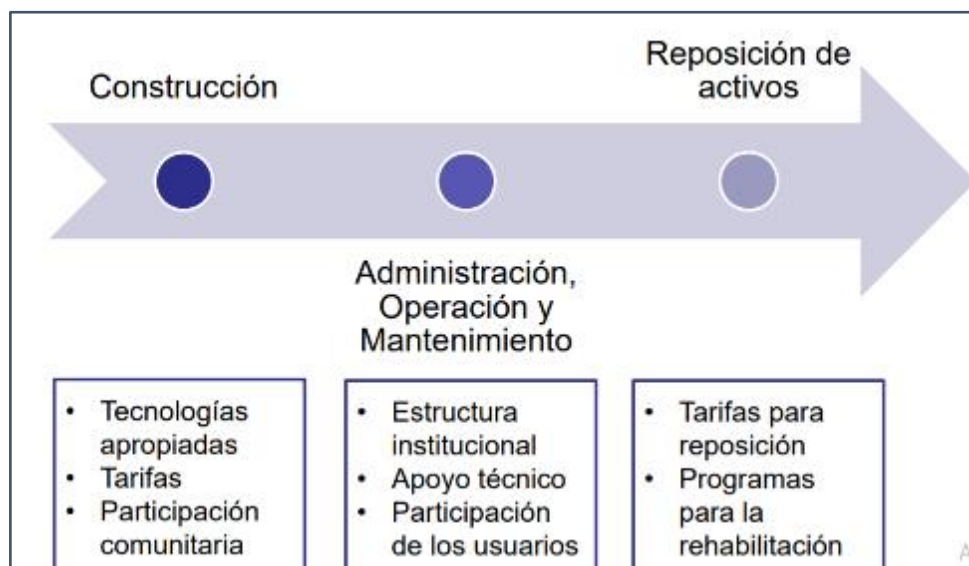 Construcción
Reposición de
activos
Administración,
Operación y
Mantenimiento
• Tecnologías
apropiadas
• Tarifas
• Participación
comunitaria
• Estructura
institucional
• Apoyo técnico
• Participación
de los usuarios
• Tarifas para
reposición
• Programas
para la
rehabilitación
A